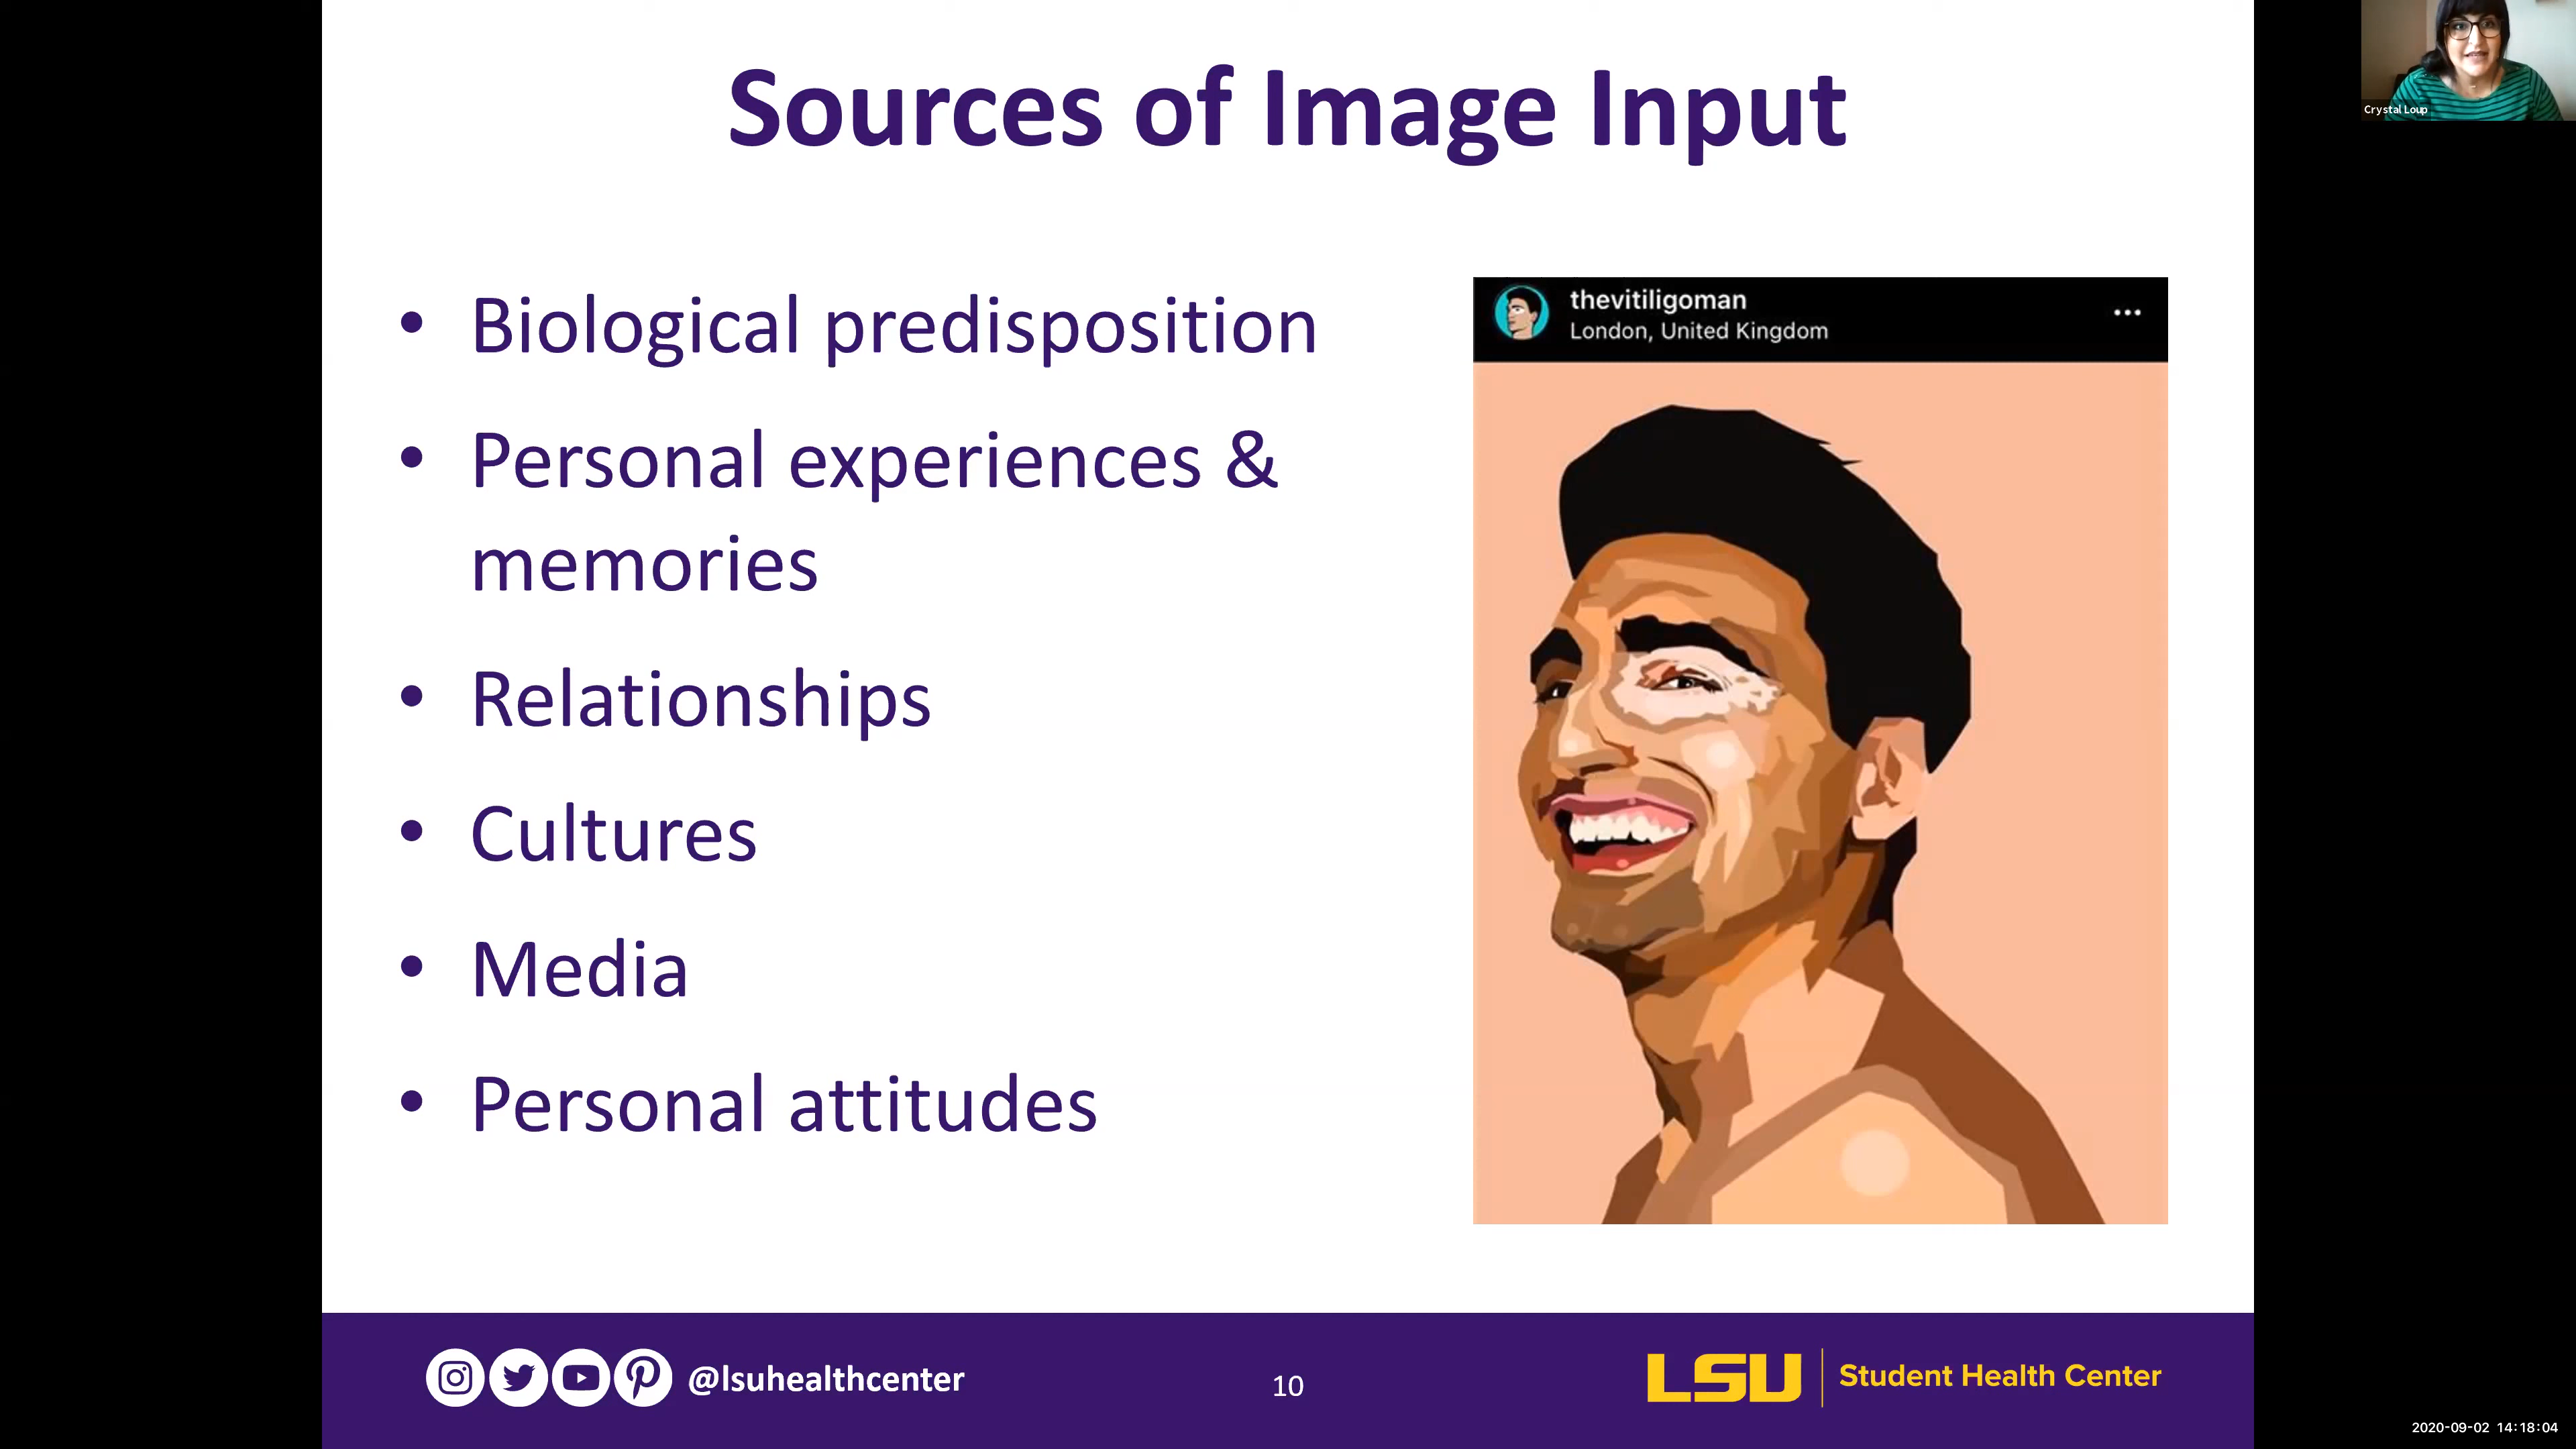 Sources of Image Input
Crystal Loup
• Biological predisposition
• Personal experiences &
memories
• Relationships
• Cultures
• Media
• Personal attitudes
thevitiligoman
London, United Kingdom
@lsuhealthcenter
10
LSU
Student Health Center
2020-09-02 14:18:04